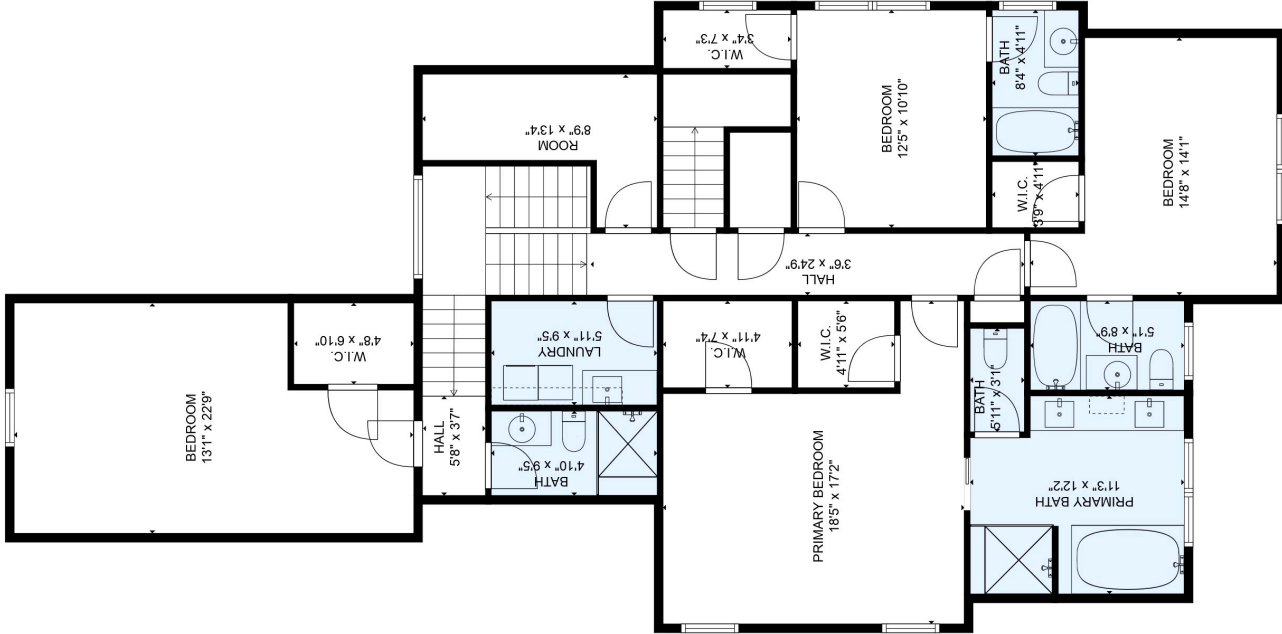 W.I.C.
3'4" x 7'3"
ROOM
8'9" x 13'4"
BEDROOM
12'5" x 10'10"
BATH
8'4" x 4'11"
BEDROOM
14'8" x 14'1"
W.I.C.
3'9" x 4'11"
HALL
3'6" x 24'9"
BEDROOM
13'1" x 22'9"
W.I.C.
4'8" x 6'10"
HALL
5'8" x 3'7"
LAUNDRY
5'11" x 9'5"
BATH
4'10" x 9'5"
W.I.C.
4'11" x 7'4"
W.I.C.
4'11" x 5'6"
PRIMARY BEDROOM
18'5" x 17'2"
BATH
5'11" x 3'1"
BATH
5'1" x 8'9"
PRIMARY BATH
11'3" x 12'2"